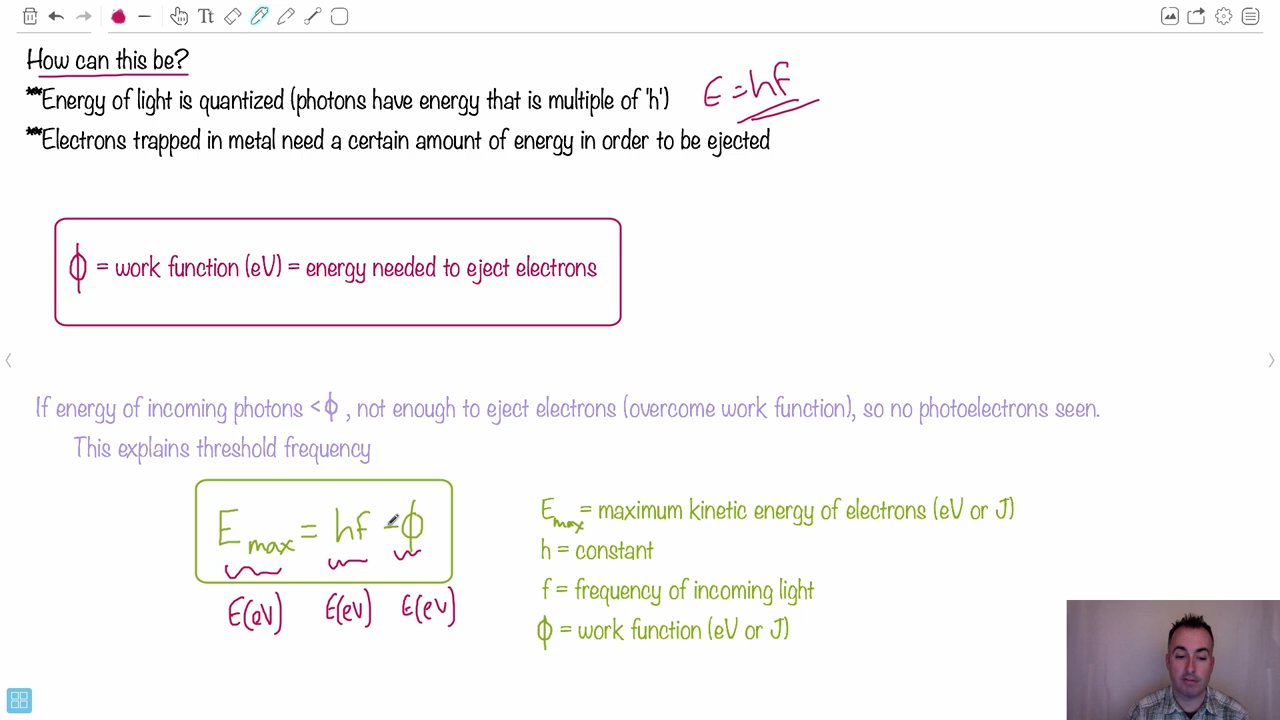 Tt
How can this be?
**Energy of light is quantized (photons have energy that is multiple of 'h')
E = hf
**Electrons trapped in metal need a certain amount of energy in order to be ejected
ϕ = work function (eV) = energy needed to eject electrons
If energy of incoming photons < ϕ , not enough to eject electrons (overcome work function), so no photoelectrons seen.
This explains threshold frequency
E max = hf - ϕ
E(eV) E(eV) E(eV)
E max = maximum kinetic energy of electrons (eV or J)
h = constant
f = frequency of incoming light
ϕ = work function (eV or J)